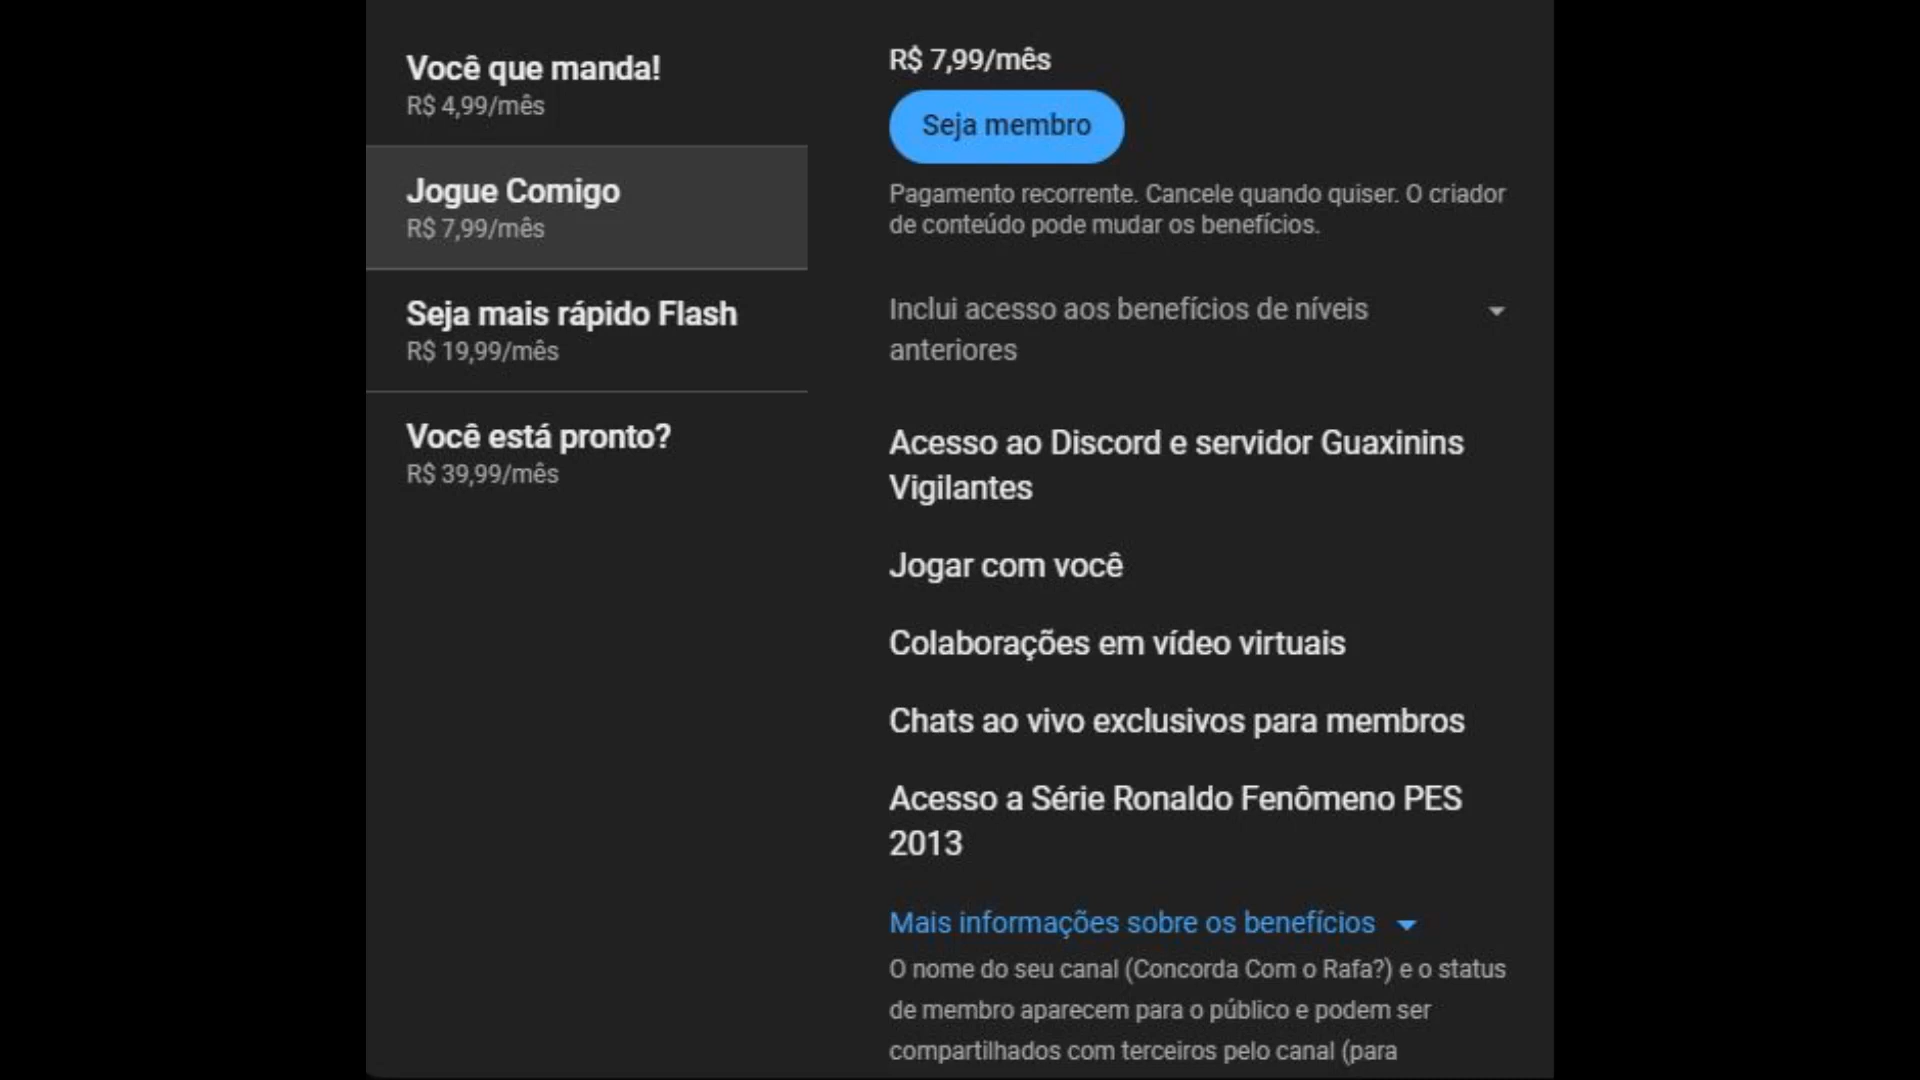 Você que manda!
R$ 4,99/mês
Jogue Comigo
R$ 7,99/mês
Seja mais rápido Flash
R$ 19,99/mês
Você está pronto?
R$ 39,99/mês
R$ 7,99/mês
Seja membro
Pagamento recorrente. Cancele quando quiser. O criador
de conteúdo pode mudar os benefícios.
Inclui acesso aos benefícios de níveis
anteriores
Acesso ao Discord e servidor Guaxinins
Vigilantes
Jogar com você
Colaborações em vídeo virtuais
Chats ao vivo exclusivos para membros
Acesso a Série Ronaldo Fenômeno PES
2013
Mais informações sobre os benefícios
O nome do seu canal (Concorda Com o Rafa?) e o status
de membro aparecem para o público e podem ser
compartilhados com terceiros pelo canal (para